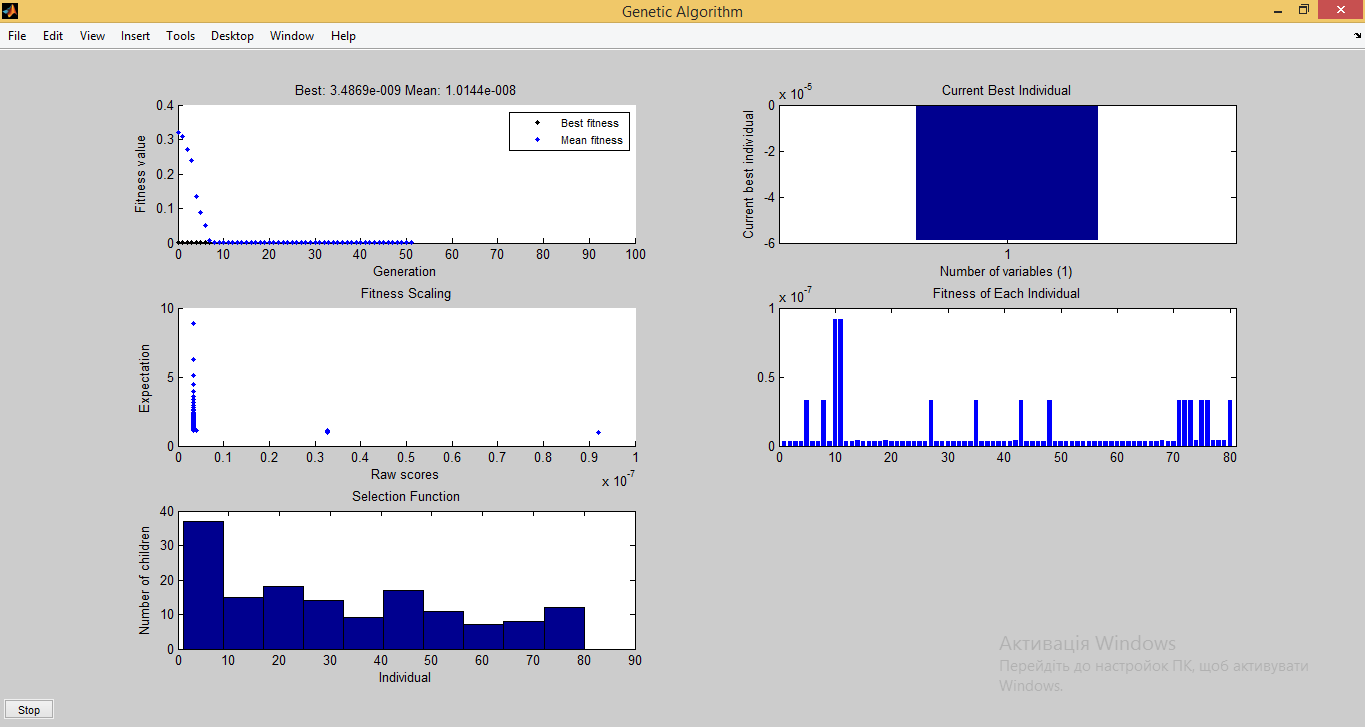 Genetic Algorithm
File Edit View Insert Tools Desktop Window Help
Best: 3.4869e-009 Mean: 1.0144e-008
Fitness value
0.4
0.3
0.2
0.1
0
0 10 20 30 40 50 60 70 80 90 100
Generation
Best fitness
Mean fitness
Current Best Individual
x 10-5
Current best individual
0
-2
-4
-6
1
Number of variables (1)
Fitness Scaling
Expectation
10
5
0
0 0.1 0.2 0.3 0.4 0.5 0.6 0.7 0.8 0.9 1
Raw scores
x 10-7
Fitness of Each Individual
x 10-7
1
0.5
0
0 10 20 30 40 50 60 70 80
Selection Function
Number of children
40
30
20
10
0
0 10 20 30 40 50 60 70 80 90
Individual
Активація Windows
Перейдіть до настройок ПК, щоб активувати
Windows.
Stop